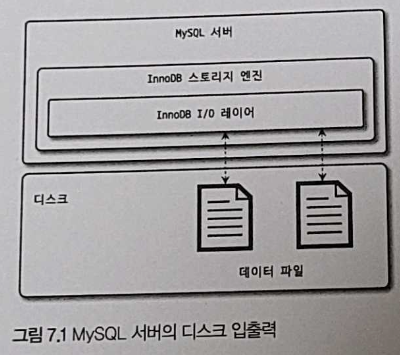 MySQL 서버
InnoDB 스토리지 엔진
InnoDB I/O 레이어
디스크
데이터 파일
그림 7.1 MySQL 서버의 디스크 입출력